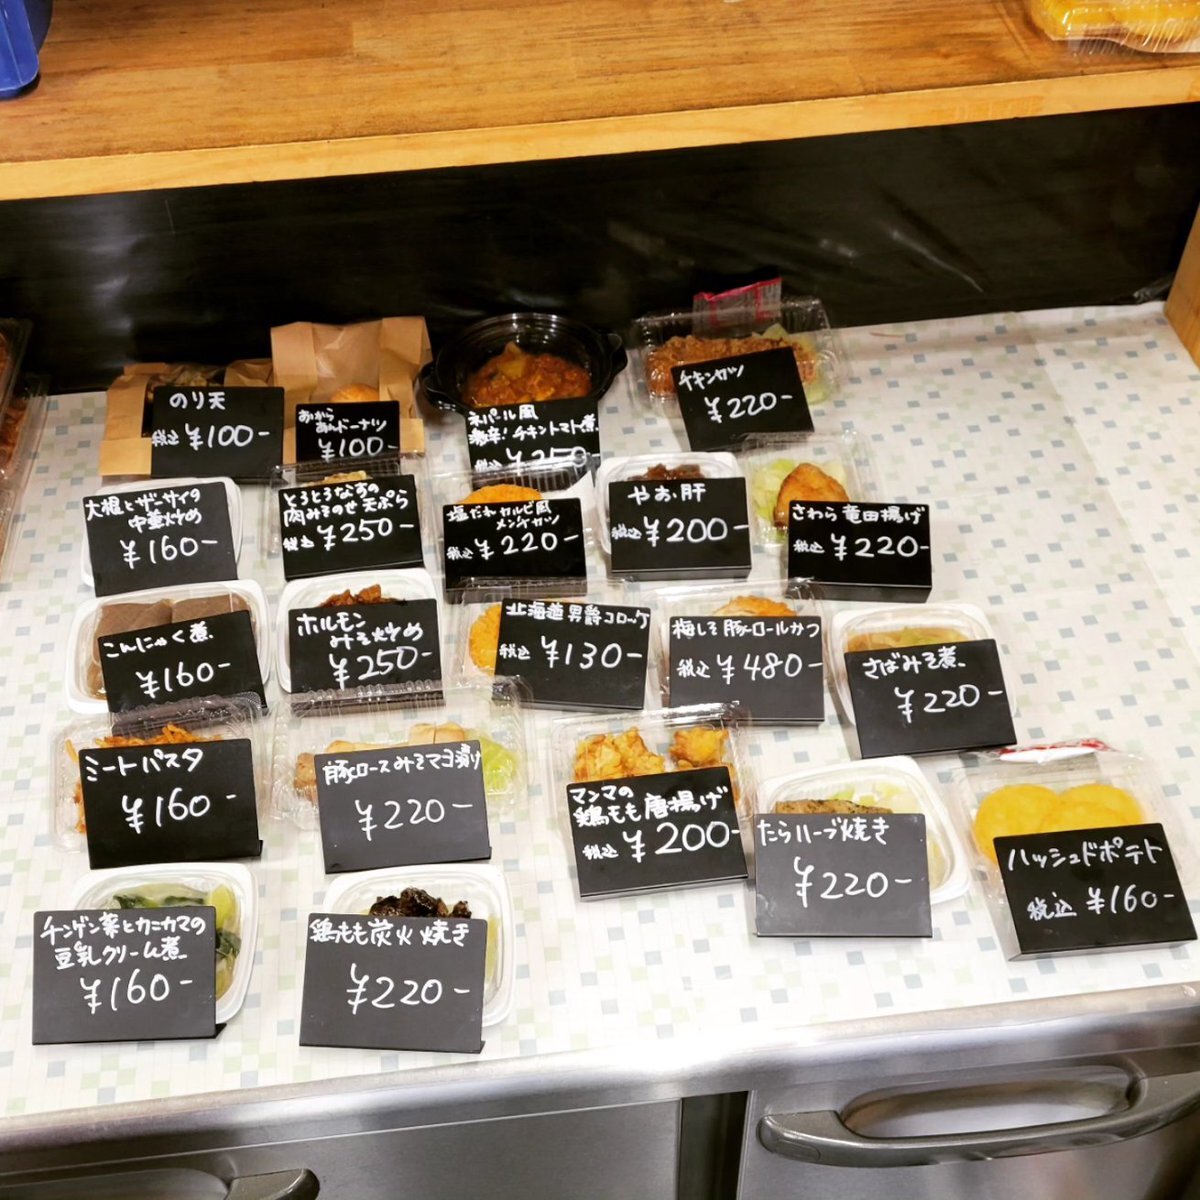 のり天
税込 ¥100-
おから
あんドーナツ
¥100-
ネパール風
激辛!チキントマト煮
税込 ¥250-
チキンカツ
¥220-
大根とザーサイの
中華炒め
¥160-
とろとろなすの
肉みそのせ天ぷら
税込 ¥250-
塩だれカルビ風
メンチカツ
税込 ¥220-
やお肝
税込 ¥200-
さわら竜田揚げ
税込 ¥220-
こんにゃく煮
¥160-
ホルモン
みそ炒め
¥250-
北海道男爵コロッケ
税込 ¥130-
梅しそ豚ロールかつ
税込 ¥480-
さばみそ煮
¥220-
ミートパスタ
¥160-
豚ロースみそマヨ漬け
¥220-
マンマの
鶏もも唐揚げ
税込 ¥200-
たらハーブ焼き
¥220-
ハッシュドポテト
税込 ¥160-
チンゲン菜とカニカマの
豆乳クリーム煮
¥160-
鶏もも炭火焼き
¥220-